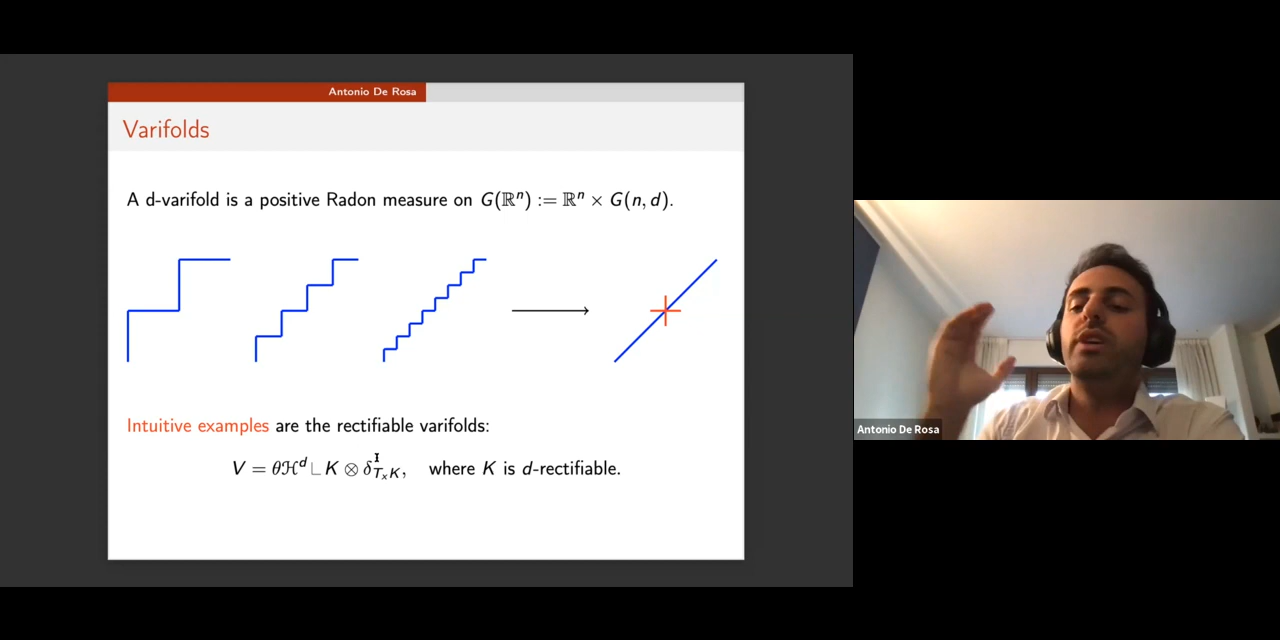 Antonio De Rosa
Varifolds
A d-varifold is a positive Radon measure on G(ℝⁿ) := ℝⁿ × G(n, d).
Intuitive examples are the rectifiable varifolds:
V = θℋᵈ ⌞ K ⊗ δ_{TₓK}, where K is d-rectifiable.
Antonio De Rosa